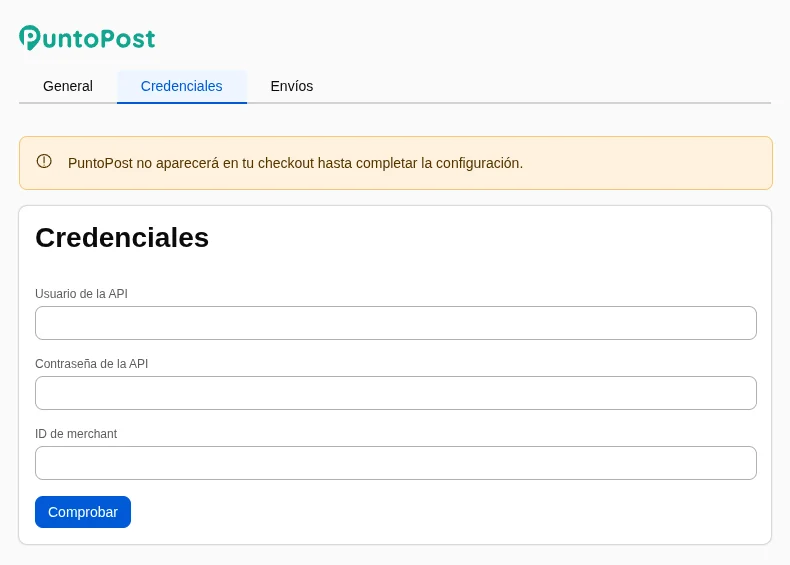 PuntoPost
General Credenciales Envíos
PuntoPost no aparecerá en tu checkout hasta completar la configuración.
Credenciales
Usuario de la API
Contraseña de la API
ID de merchant
Comprobar